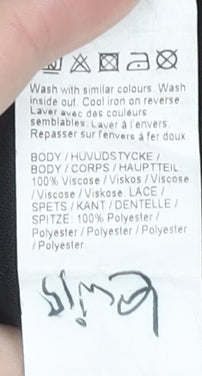 Wash with similar colours. Wash
inside out. Cool iron on reverse.
Laver avec des couleurs
semblables. Laver à l'envers.
Repasser sur l'envers à fer doux.
BODY / HUVUDSTYCKE /
BODY / CORPS / HAUPTTEIL:
100% Viscose / Viskos / Viscose
/ Viscose / Viskose. LACE /
SPETS / KANT / DENTELLE /
SPITZE: 100% Polyester /
Polyester / Polyester / Polyester
/ Polyester.